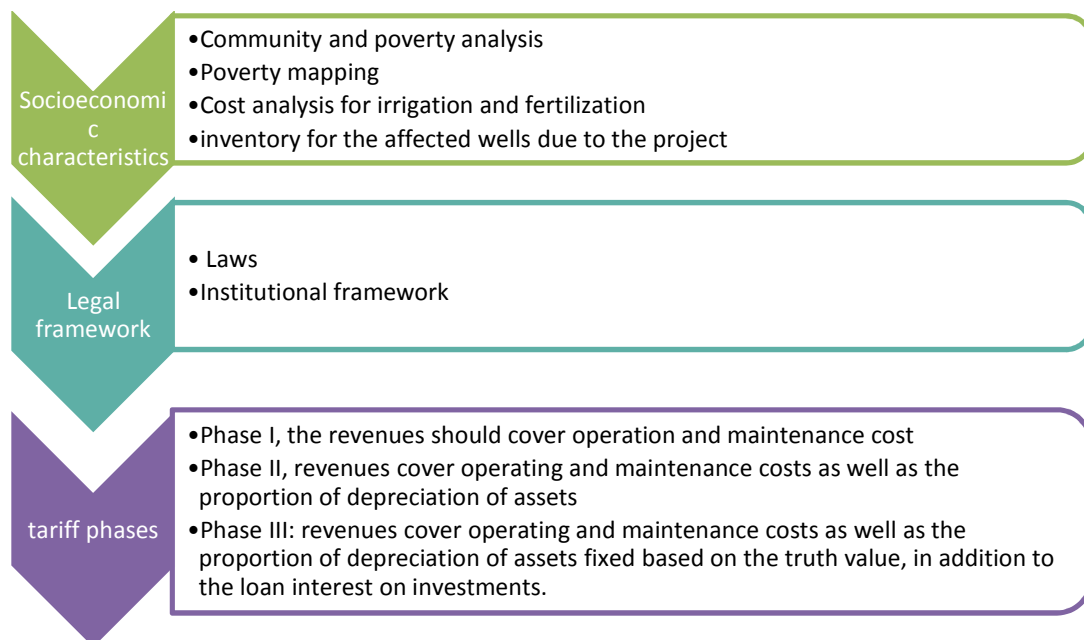 Socioeconomi
c
characteristics
•Community and poverty analysis
•Poverty mapping
•Cost analysis for irrigation and fertilization
•inventory for the affected wells due to the project
Legal
framework
• Laws
•Institutional framework
tariff phases
•Phase I, the revenues should cover operation and maintenance cost
•Phase II, revenues cover operating and maintenance costs as well as the
proportion of depreciation of assets
•Phase III: revenues cover operating and maintenance costs as well as the
proportion of depreciation of assets fixed based on the truth value, in addition to
the loan interest on investments.